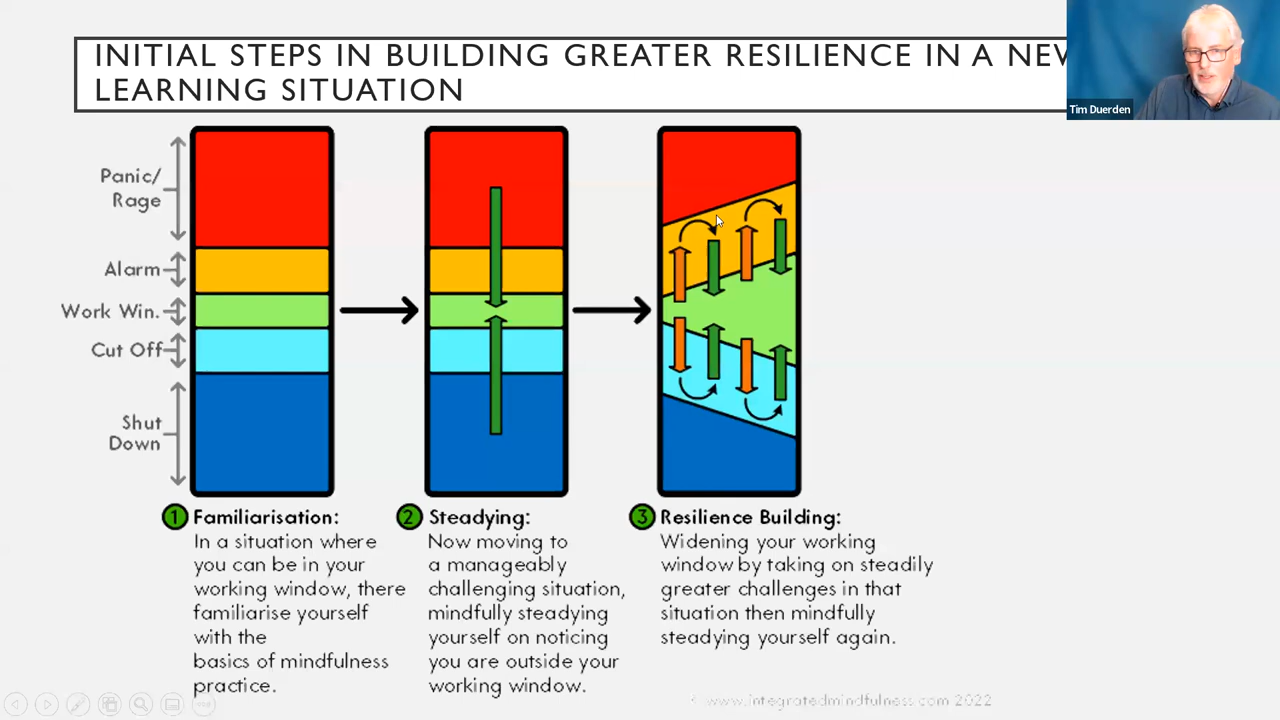 INITIAL STEPS IN BUILDING GREATER RESILIENCE IN A NEW
LEARNING SITUATION
Tim Duerden
Panic/
Rage
Alarm
Work Win.
Cut Off
Shut
Down
1 Familiarisation:
In a situation where
you can be in your
working window, there
familiarise yourself
with the
basics of mindfulness
practice.
2 Steadying:
Now moving to
a manageably
challenging situation,
mindfully steadying
yourself on noticing
you are outside your
working window.
3 Resilience Building:
Widening your working
window by taking on steadily
greater challenges in that
situation then mindfully
steadying yourself again.
www.integratedmindfulness.com 2022